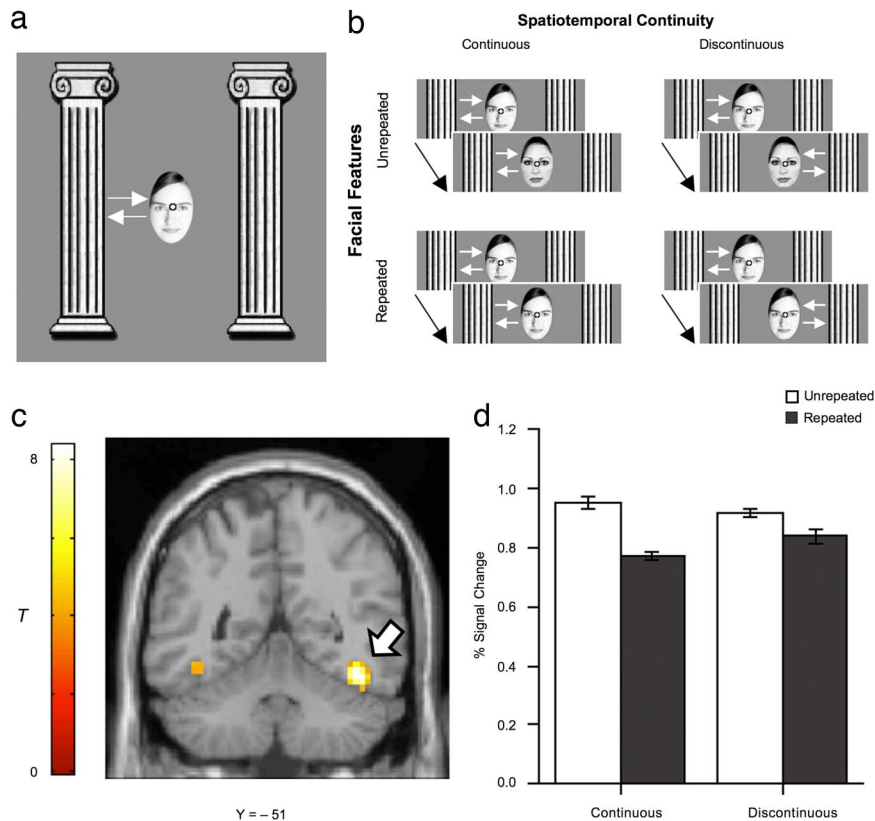 a
b
Spatiotemporal Continuity
Continuous
Discontinuous
Facial Features
Unrepeated
Repeated
c
8
T
0
Y = – 51
d
Unrepeated
Repeated
% Signal Change
1.2
1.0
0.8
0.6
0.4
0.2
0.0
Continuous
Discontinuous